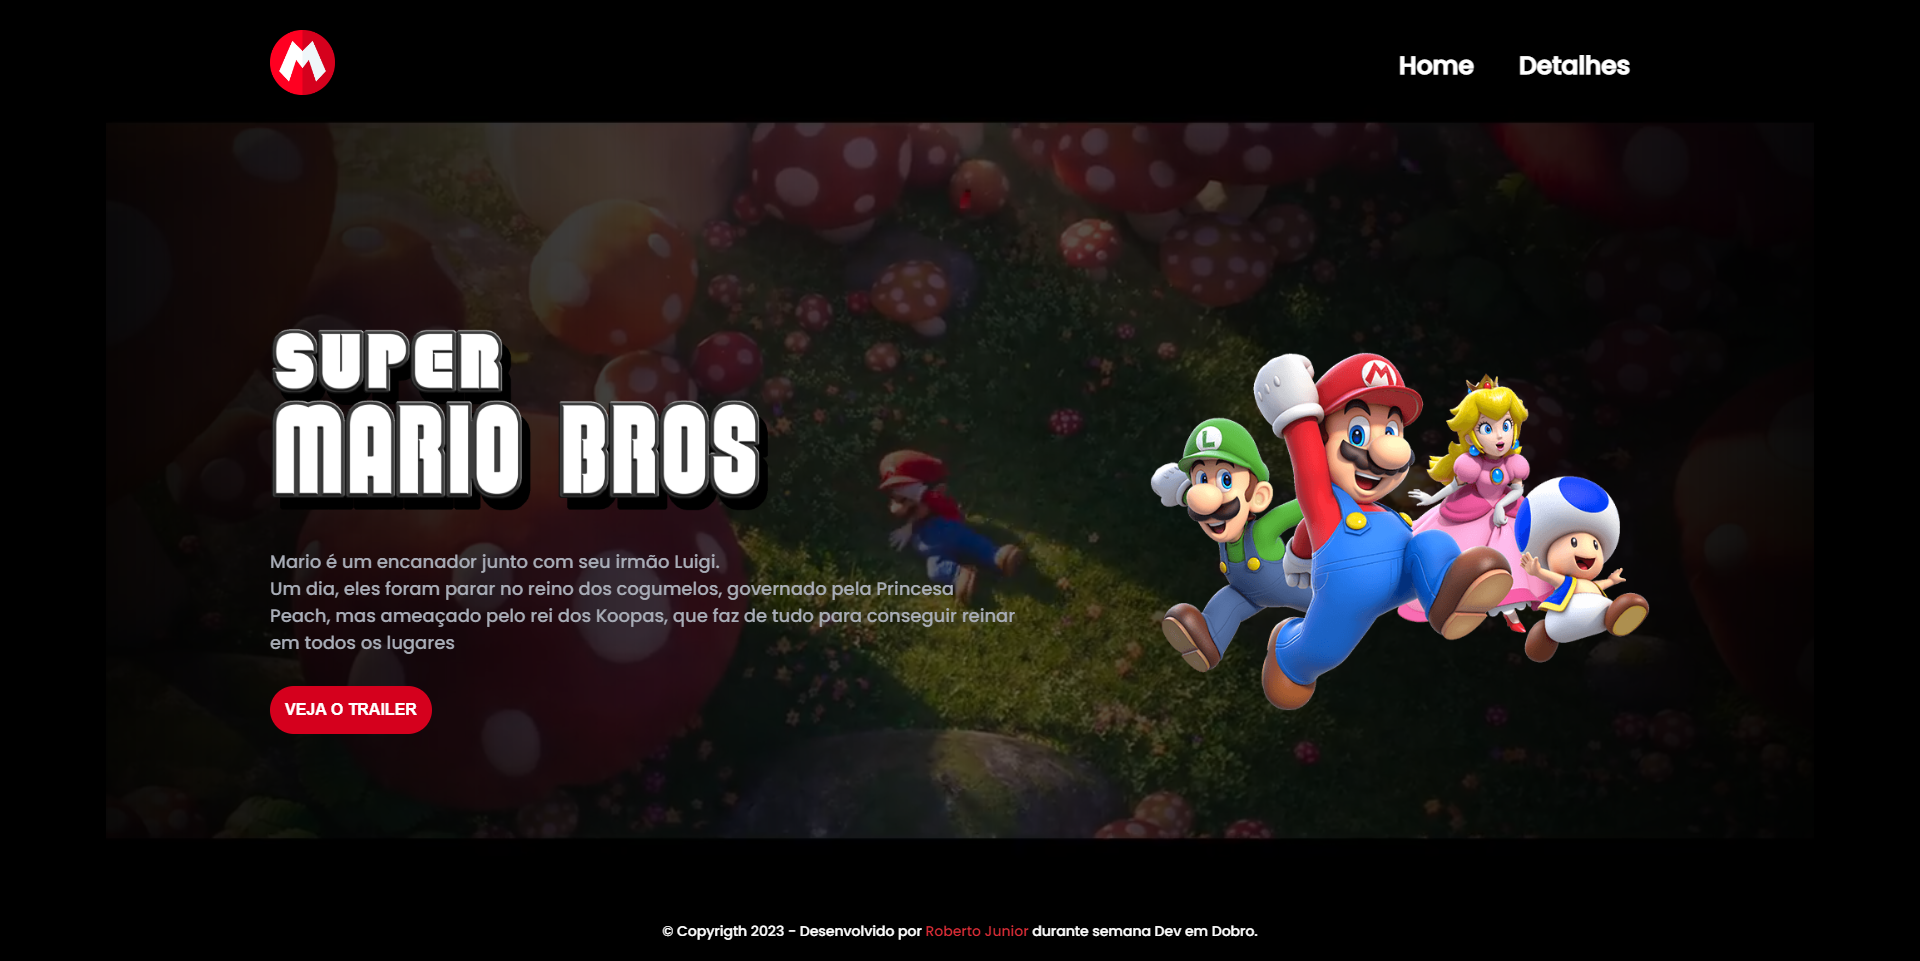 M
Home Detalhes
SUPER
MARIO BROS
L
M
Mario é um encanador junto com seu irmão Luigi.
Um dia, eles foram parar no reino dos cogumelos, governado pela Princesa
Peach, mas ameaçado pelo rei dos Koopas, que faz de tudo para conseguir reinar
em todos os lugares
VEJA O TRAILER
© Copyrigth 2023 - Desenvolvido por Roberto Junior durante semana Dev em Dobro.